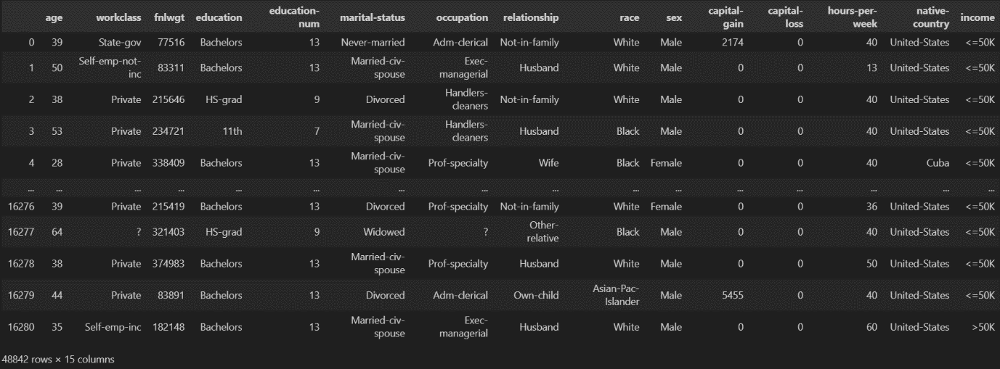 age workclass fnlwgt education education-num marital-status occupation relationship race sex capital-gain capital-loss hours-per-week native-country income
0 39 State-gov 77516 Bachelors 13 Never-married Adm-clerical Not-in-family White Male 2174 0 40 United-States <=50K
1 50 Self-emp-not-inc 83311 Bachelors 13 Married-civ-spouse Exec-managerial Husband White Male 0 0 13 United-States <=50K
2 38 Private 215646 HS-grad 9 Divorced Handlers-cleaners Not-in-family White Male 0 0 40 United-States <=50K
3 53 Private 234721 11th 7 Married-civ-spouse Handlers-cleaners Husband Black Male 0 0 40 United-States <=50K
4 28 Private 338409 Bachelors 13 Married-civ-spouse Prof-specialty Wife Black Female 0 0 40 Cuba <=50K
... ... ... ... ... ... ... ... ... ... ... ... ... ... ... ...
16276 39 Private 215419 Bachelors 13 Divorced Prof-specialty Not-in-family White Female 0 0 36 United-States <=50K
16277 64 ? 321403 HS-grad 9 Widowed ? Other-relative Black Male 0 0 40 United-States <=50K
16278 38 Private 374983 Bachelors 13 Married-civ-spouse Prof-specialty Husband White Male 0 0 50 United-States <=50K
16279 44 Private 83891 Bachelors 13 Divorced Adm-clerical Own-child Asian-Pac-Islander Male 5455 0 40 United-States <=50K
16280 35 Self-emp-inc 182148 Bachelors 13 Married-civ-spouse Exec-managerial Husband White Male 0 0 60 United-States >50K
48842 rows × 15 columns